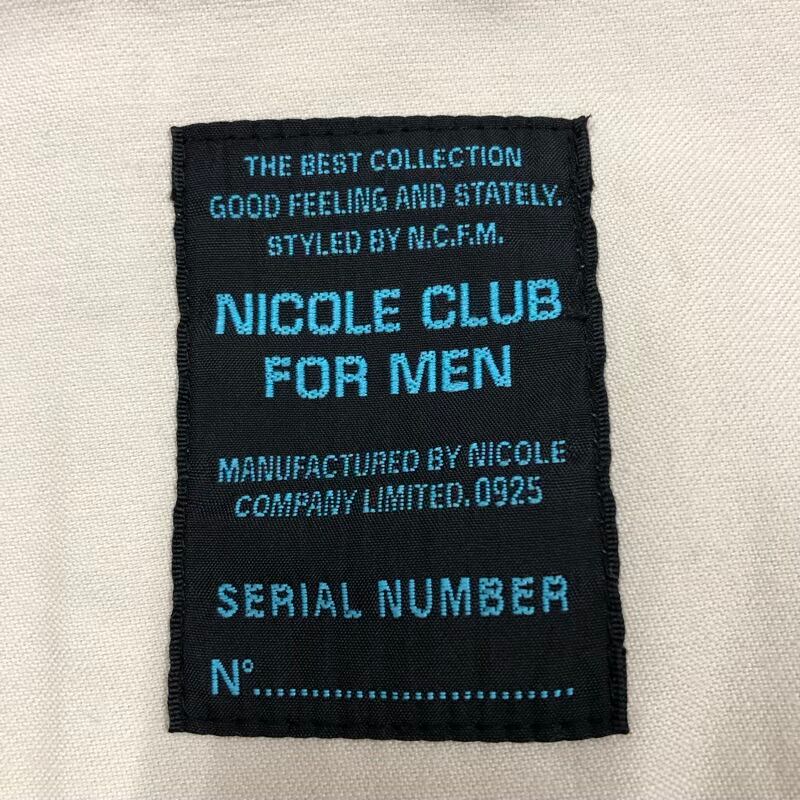 THE BEST COLLECTION
GOOD FEELING AND STATELY.
STYLED BY N.C.F.M.
NICOLE CLUB
FOR MEN
MANUFACTURED BY NICOLE
COMPANY LIMITED. 0925
SERIAL NUMBER
N°............................